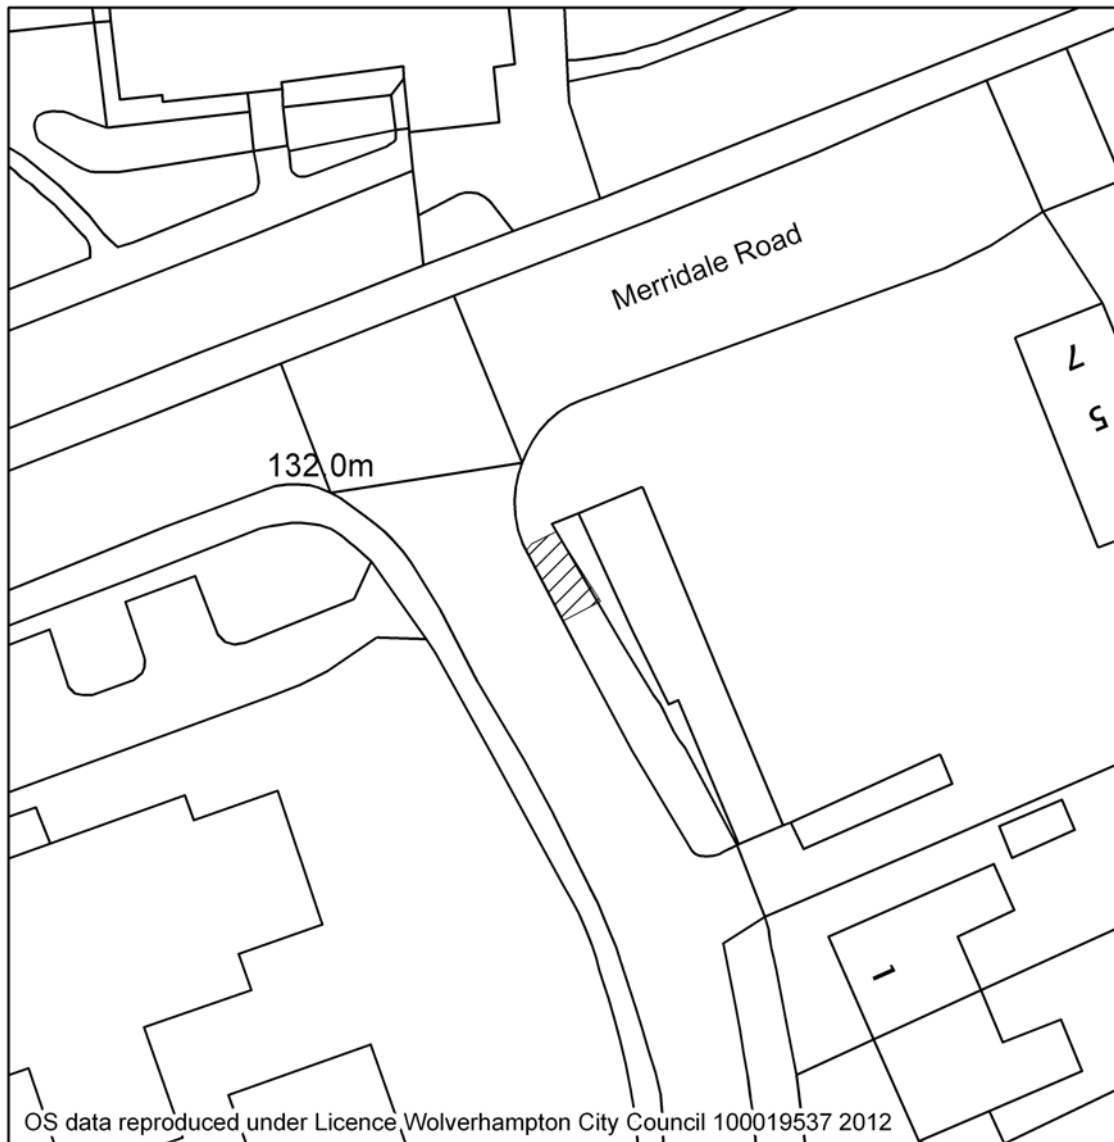 Merridale Road
7
5
132.0m
1
OS data reproduced under Licence Wolverhampton City Council 100019537 2012